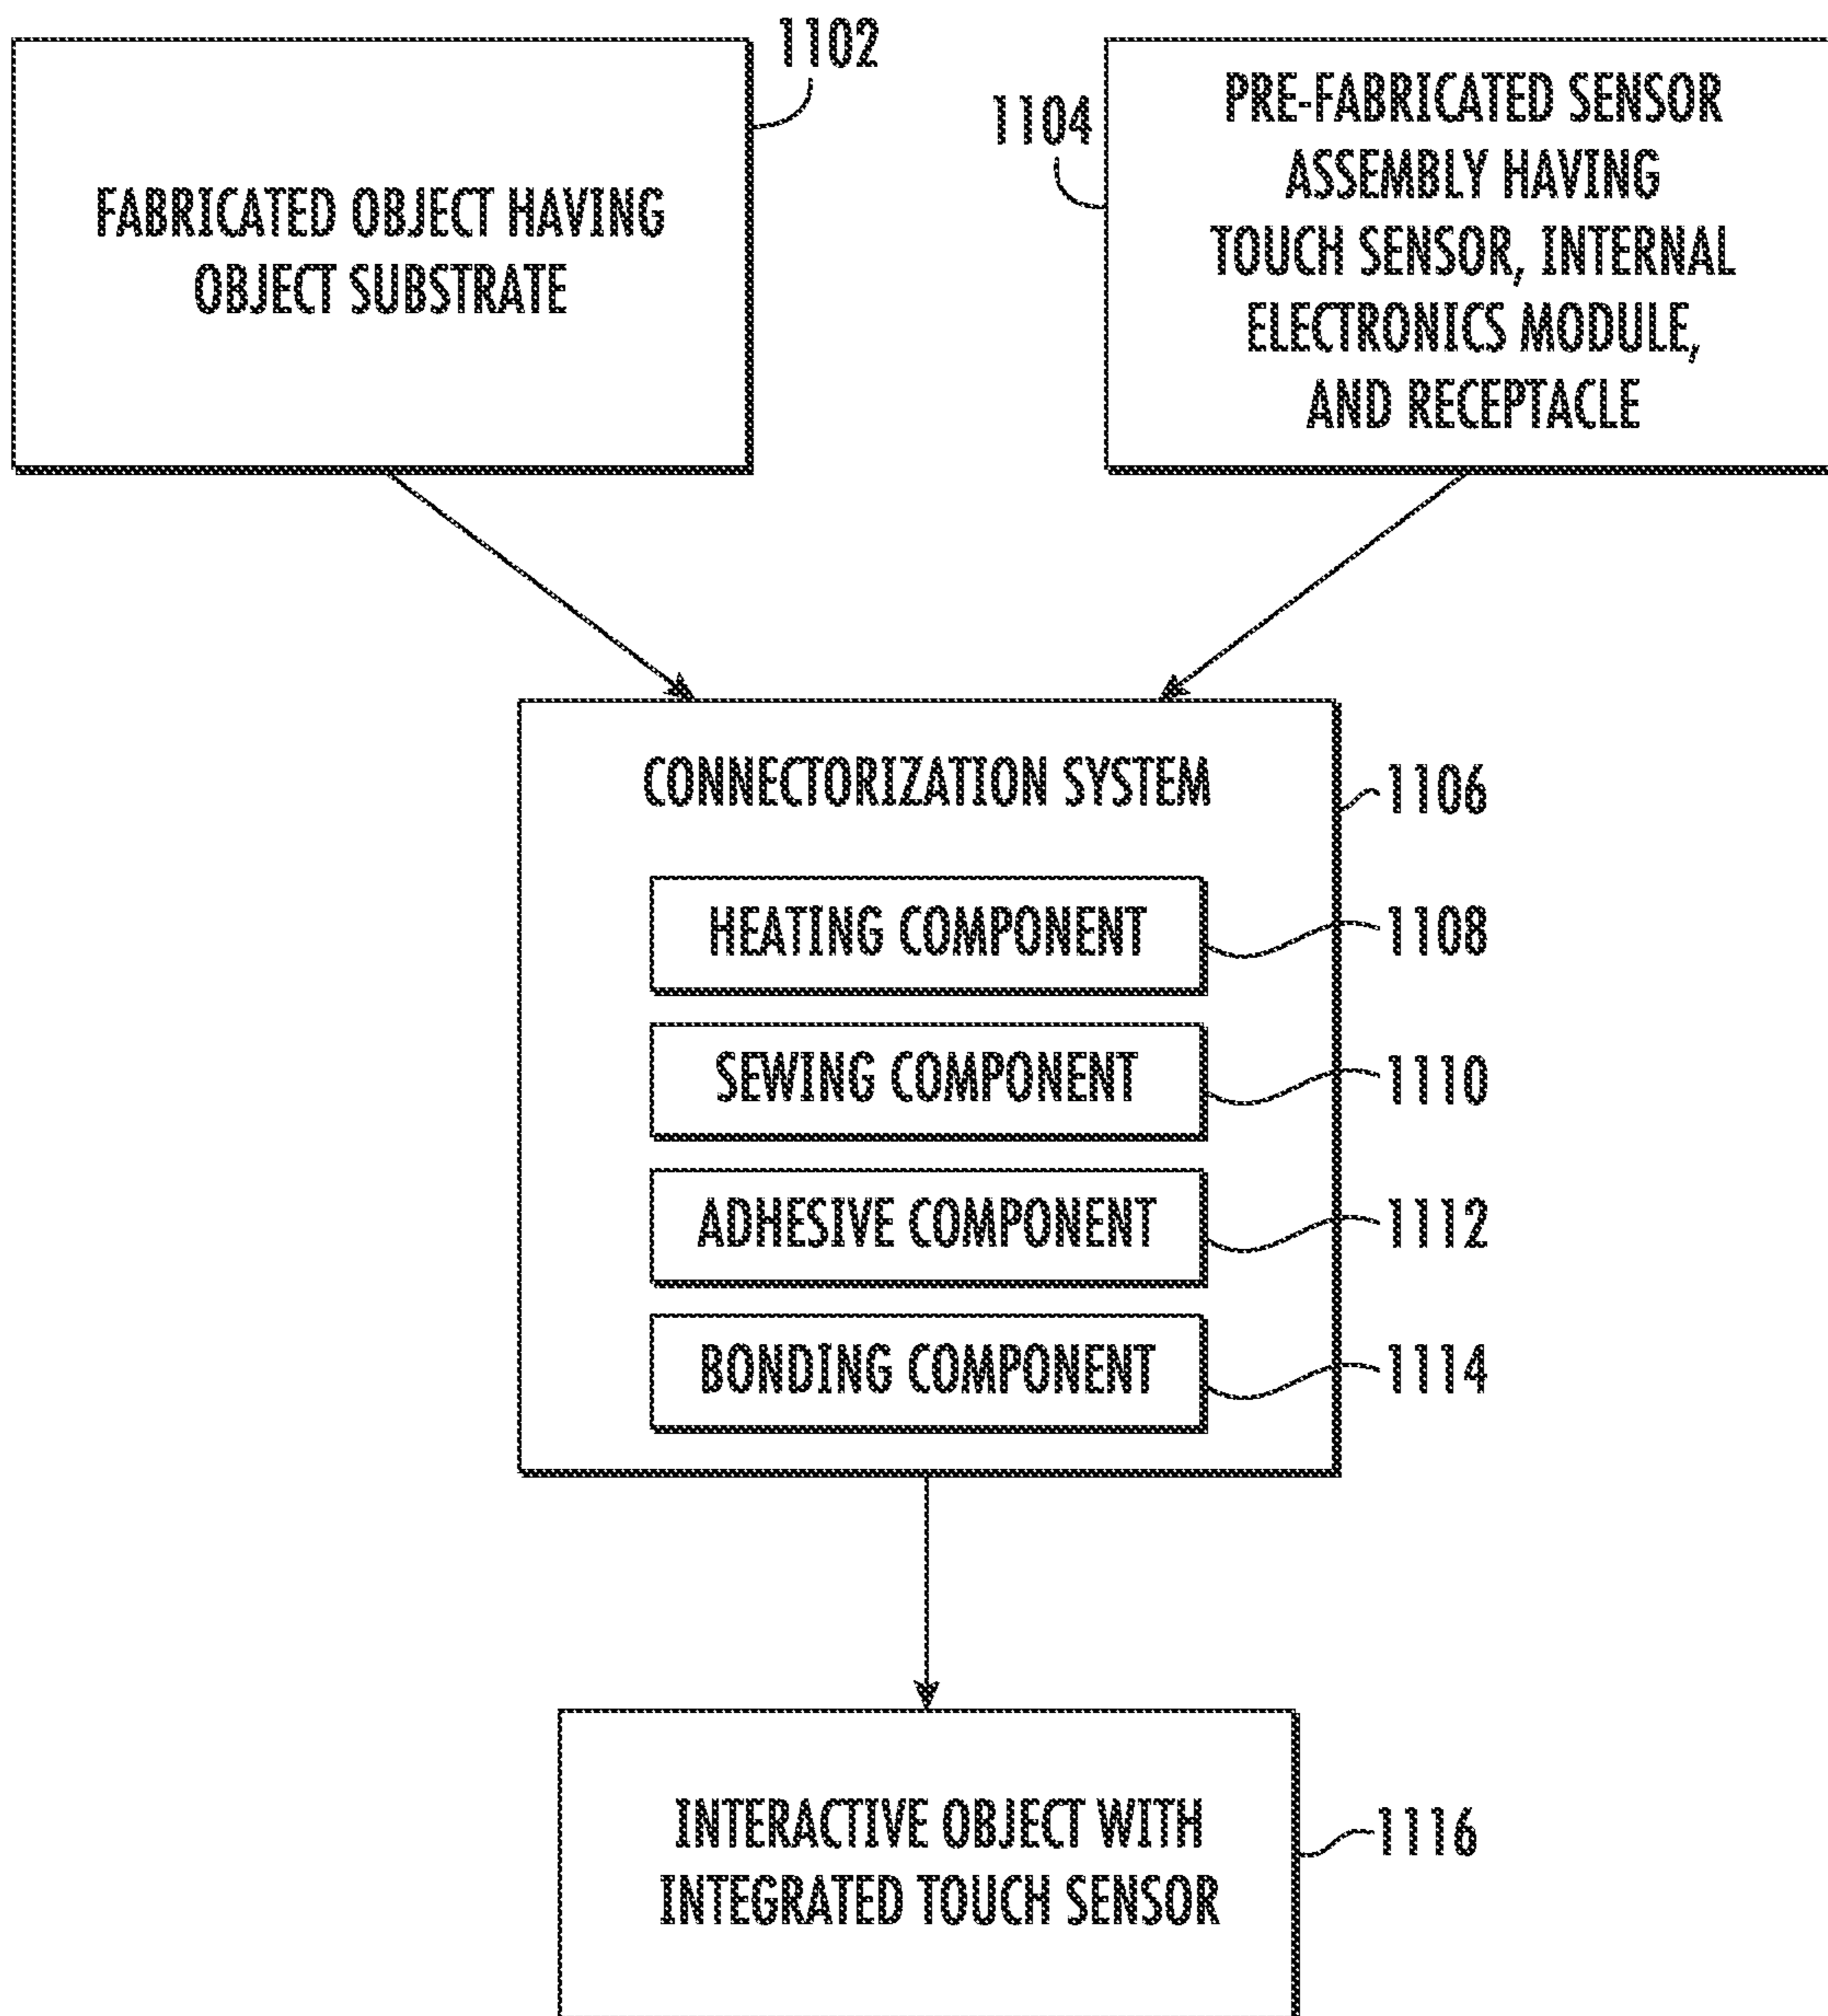 1102
FABRICATED OBJECT HAVING
OBJECT SUBSTRATE
1104
PRE-FABRICATED SENSOR
ASSEMBLY HAVING
TOUCH SENSOR, INTERNAL
ELECTRONICS MODULE,
AND RECEPTACLE
CONNECTORIZATION SYSTEM
1106
HEATING COMPONENT
1108
SEWING COMPONENT
1110
ADHESIVE COMPONENT
1112
BONDING COMPONENT
1114
INTERACTIVE OBJECT WITH
INTEGRATED TOUCH SENSOR
1116